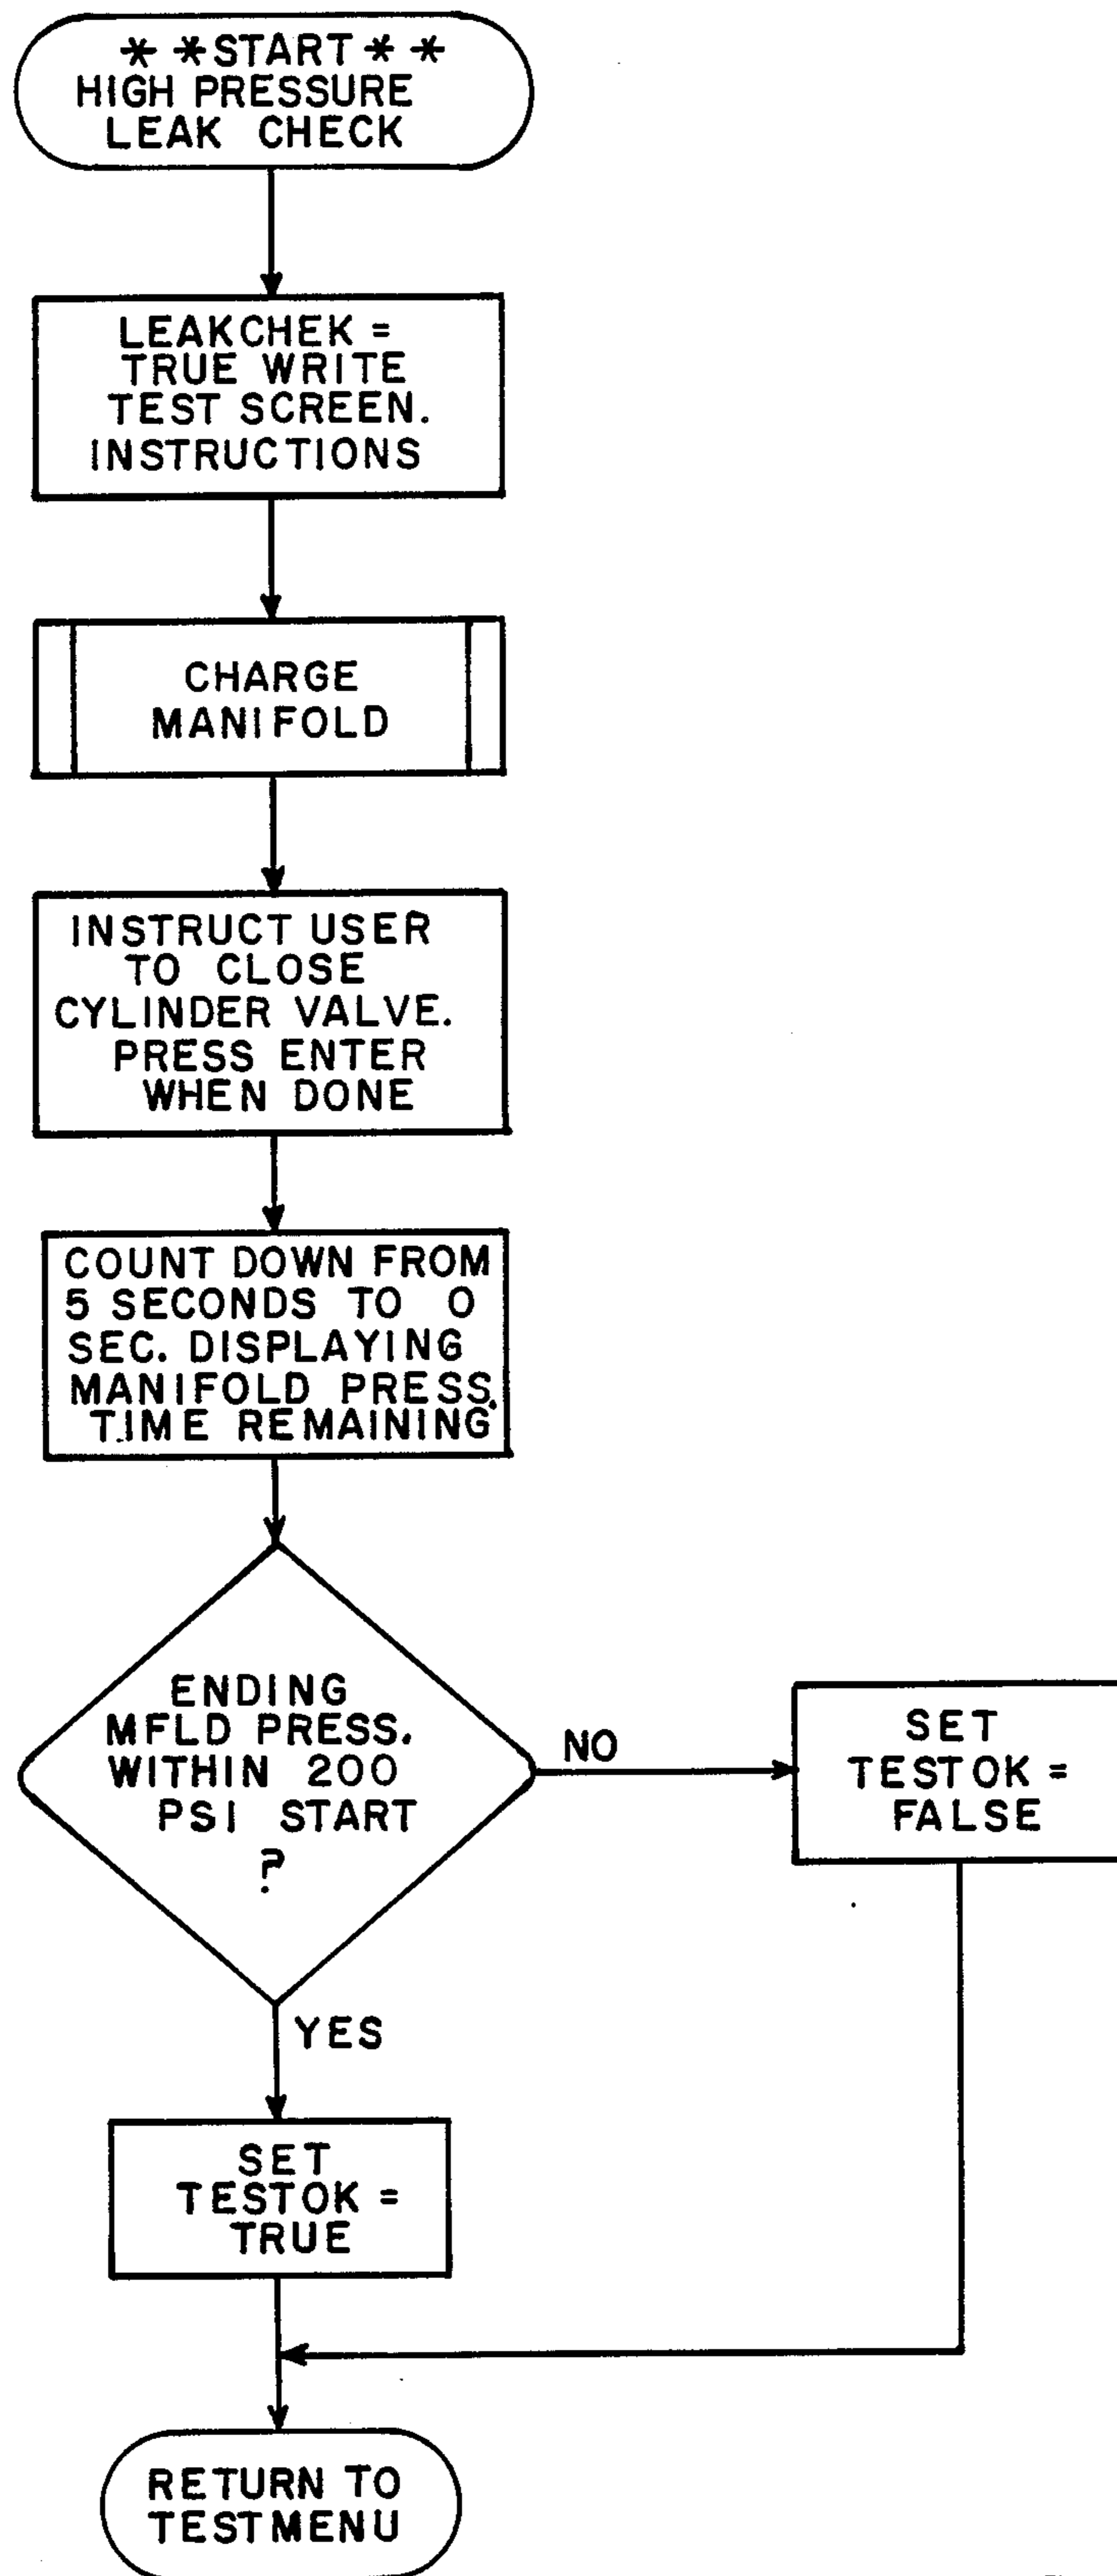 * *START* *
HIGH PRESSURE
LEAK CHECK
LEAKCHEK =
TRUE WRITE
TEST SCREEN.
INSTRUCTIONS
CHARGE
MANIFOLD
INSTRUCT USER
TO CLOSE
CYLINDER VALVE.
PRESS ENTER
WHEN DONE
COUNT DOWN FROM
5 SECONDS TO 0
SEC. DISPLAYING
MANIFOLD PRESS.
TIME REMAINING
ENDING
MFLD PRESS.
WITHIN 200
PSI START
?
NO
SET
TESTOK =
FALSE
YES
SET
TESTOK =
TRUE
RETURN TO
TESTMENU